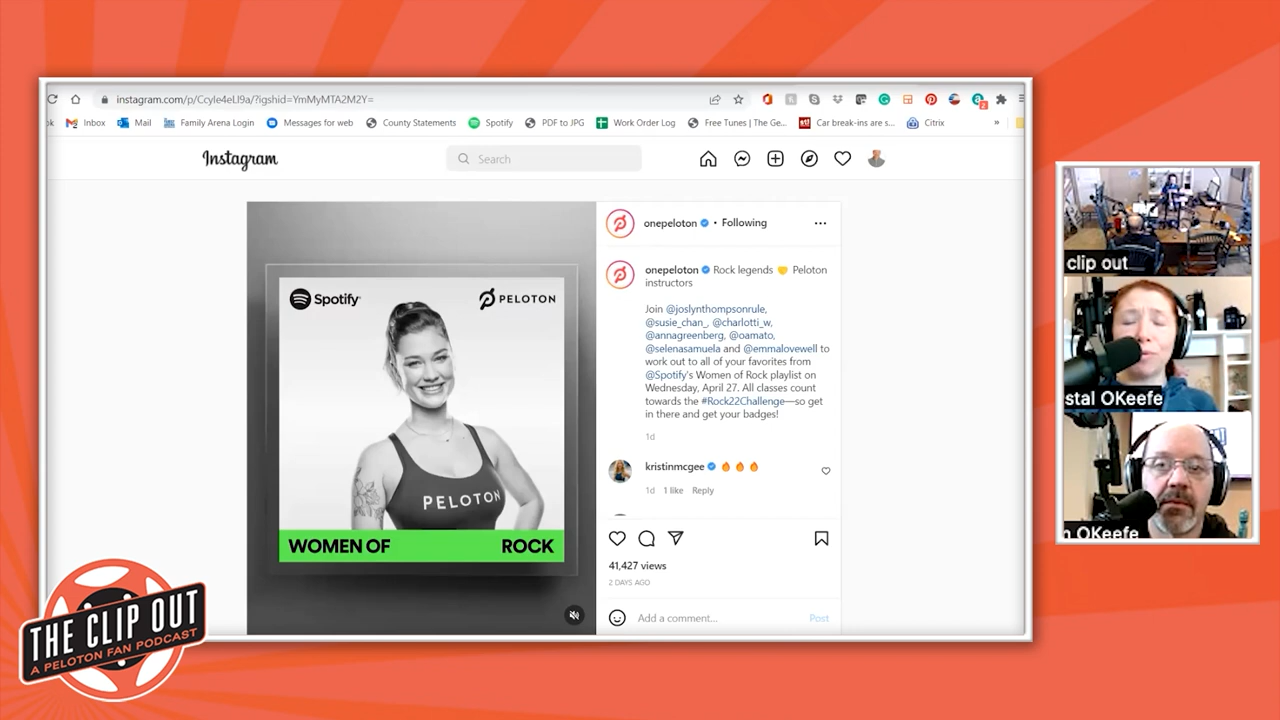 instagram.com/p/CcyIe4eLI9a/?igshid=YmMyMTA2M2Y=
2
Inbox
Mail
Family Arena Login
Messages for web
County Statements
Spotify
PDF to JPG
Work Order Log
Free Tunes | The Ge...
Car break-ins are s...
Citrix
»
Instagram
Search
onepeloton • Following
onepeloton Rock legends Peloton
instructors
Join @joslynthompsonrule,
@susie_chan_, @charlotti_w,
@annagreenberg, @oamato,
@selenasamuela and @emmalovewell to
work out to all of your favorites from
@Spotify's Women of Rock playlist on
Wednesday, April 27. All classes count
towards the #Rock22Challenge—so get
in there and get your badges!
1d
kristinmcgee
1d 1 like Reply
41,427 views
2 DAYS AGO
Add a comment... Post
Spotify
PELOTON
PELOTON
WOMEN OF ROCK
clip out
stal OKeefe
n OKeefe
THE CLIP OUT
A PELOTON FAN PODCAST